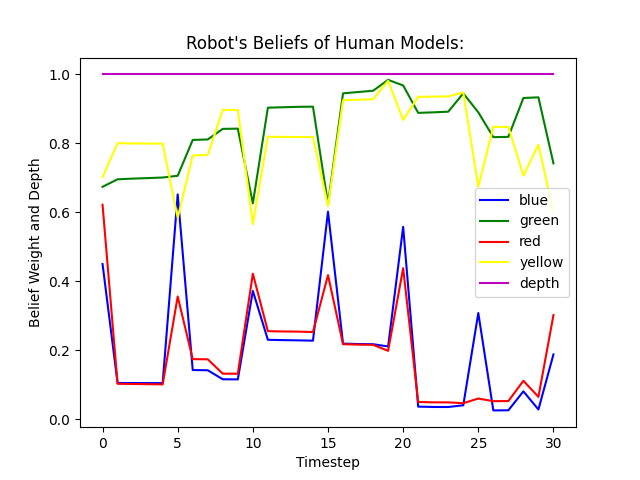 Robot's Beliefs of Human Models:
Belief Weight and Depth
1.0
0.8
0.6
0.4
0.2
0.0
blue
green
red
yellow
depth
0 5 10 15 20 25 30
Timestep